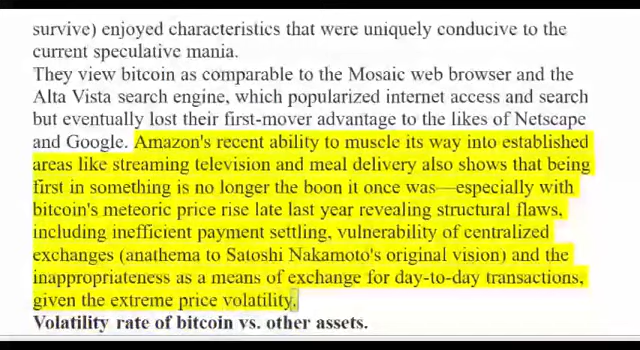 survive) enjoyed characteristics that were uniquely conducive to the
current speculative mania.
They view bitcoin as comparable to the Mosaic web browser and the
Alta Vista search engine, which popularized internet access and search
but eventually lost their first-mover advantage to the likes of Netscape
and Google. Amazon's recent ability to muscle its way into established
areas like streaming television and meal delivery also shows that being
first in something is no longer the boon it once was—especially with
bitcoin's meteoric price rise late last year revealing structural flaws,
including inefficient payment settling, vulnerability of centralized
exchanges (anathema to Satoshi Nakamoto's original vision) and the
inappropriateness as a means of exchange for day-to-day transactions,
given the extreme price volatility.
Volatility rate of bitcoin vs. other assets.